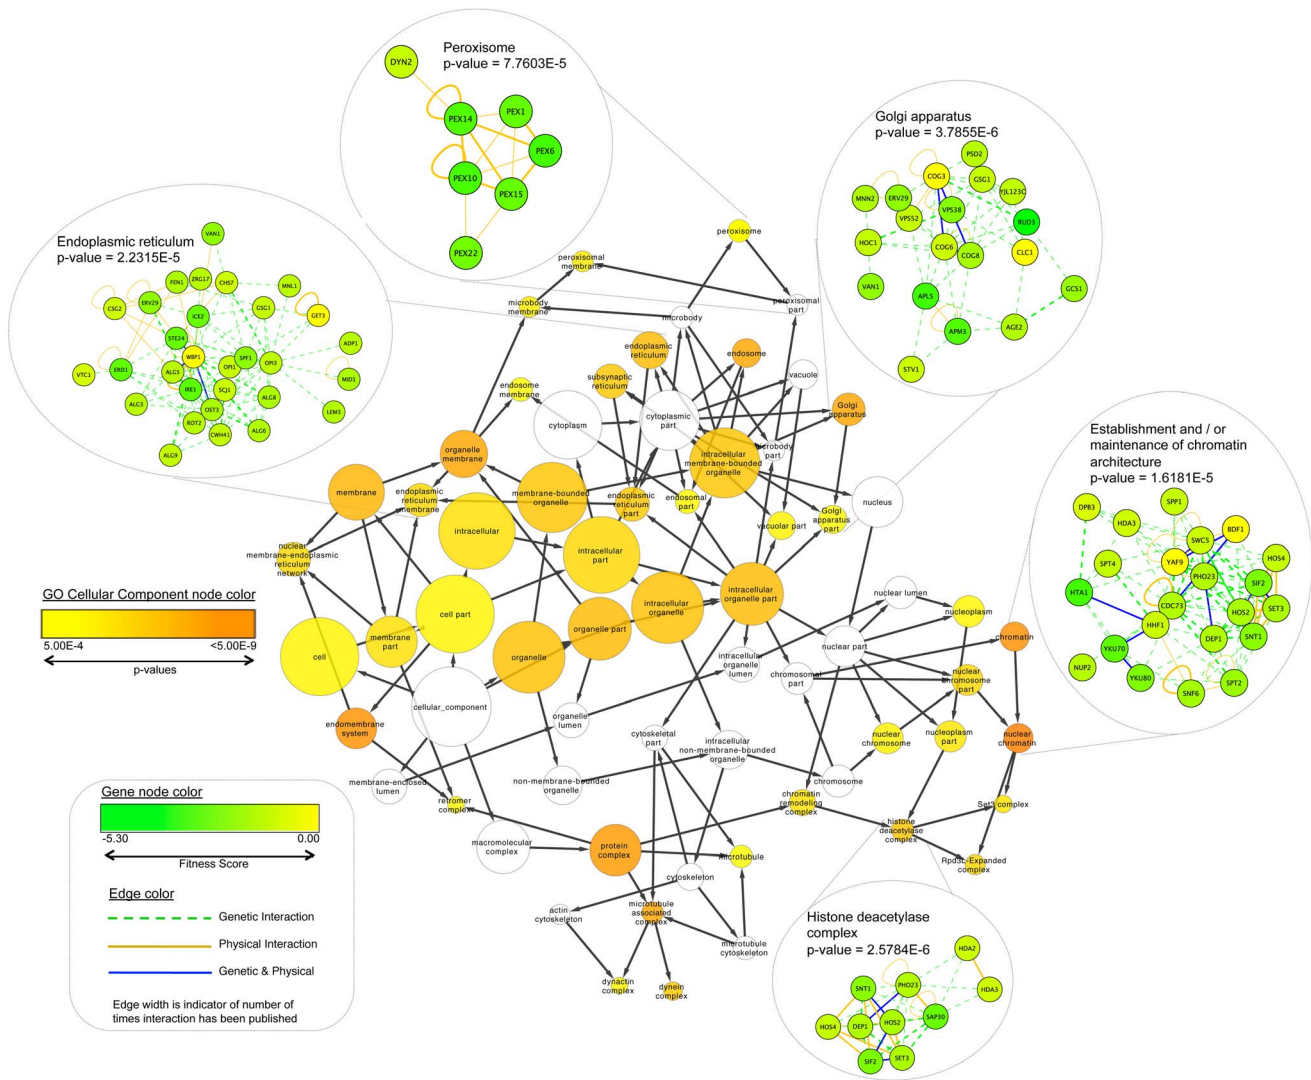 Peroxisome
p-value = 7.7603E-5
DYN2
PEX14
PEX1
PEX6
PEX10
PEX15
PEX22
Golgi apparatus
p-value = 3.7855E-6
PSD2
COG3
GSG1
YJL123C
MNN2
ERV29
VPS38
VPS52
RUD3
HOC1
COG6
COG8
CLC1
VAN1
APL5
GCS1
APM3
AGE2
STV1
Endoplasmic reticulum
p-value = 2.2315E-5
VAN1
FEN1
ZRG17
CHS7
MNL1
CSG2
ERV29
ICE2
GSG1
GET3
STE24
WBP1
SPF1
ADP1
VTC1
ERD1
ALG5
OPI1
OPI3
MID1
IRE1
SCJ1
ALG3
OST3
ALG8
LEM3
ROT2
CWH41
ALG6
ALG9
Establishment and / or
maintenance of chromatin
architecture
p-value = 1.6181E-5
SPP1
DPB3
HDA3
BDF1
SWC5
SPT4
YAF9
HOS4
PHO23
SIF2
HTA1
CDC73
HOS2
SET3
HHF1
DEP1
SNT1
YKU70
NUP2
YKU80
SNF6
SPT2
Histone deacetylase
complex
p-value = 2.5784E-6
HDA2
SNT1
PHO23
HDA3
HOS4
DEP1
HOS2
SAP30
SIF2
SET3
peroxisome
peroxisomal
membrane
microbody
membrane
peroxisomal
part
microbody
endoplasmic
reticulum
endosome
vacuole
subsynaptic
reticulum
endosome
membrane
cytoplasm
cytoplasmic
part
Golgi
apparatus
organelle
membrane
microbody
part
intracellular
membrane-bounded
organelle
membrane
endoplasmic
reticulum
membrane
membrane-bounded
organelle
endoplasmic
reticulum
part
endosomal
part
nucleus
vacuolar part
Golgi
apparatus
part
intracellular
intracellular
part
nuclear
membrane-endoplasmic
reticulum
network
cell part
intracellular
organelle
intracellular
organelle part
nuclear lumen
nucleoplasm
cell
membrane
part
organelle part
organelle
nuclear part
chromatin
intracellular
organelle
lumen
chromosomal
part
nuclear
chromosome
part
cellular_component
endomembrane
system
organelle
lumen
cytoskeletal
part
intracellular
non-membrane-bounded
organelle
nuclear
chromosome
nucleoplasm
part
nuclear
chromatin
membrane-enclosed
lumen
non-membrane-bounded
organelle
chromosome
retromer
complex
chromatin
remodeling
complex
Set3 complex
histone
deacetylase
complex
macromolecular
complex
protein
complex
microtubule
Rpd3L-Expanded
complex
cytoskeleton
actin
cytoskeleton
microtubule
associated
complex
microtubule
cytoskeleton
dynactin
complex
dynein
complex
GO Cellular Component node color
5.00E-4
<5.00E-9
p-values
Gene node color
-5.30
0.00
Fitness Score
Edge color
Genetic Interaction
Physical Interaction
Genetic & Physical
Edge width is indicator of number of
times interaction has been published